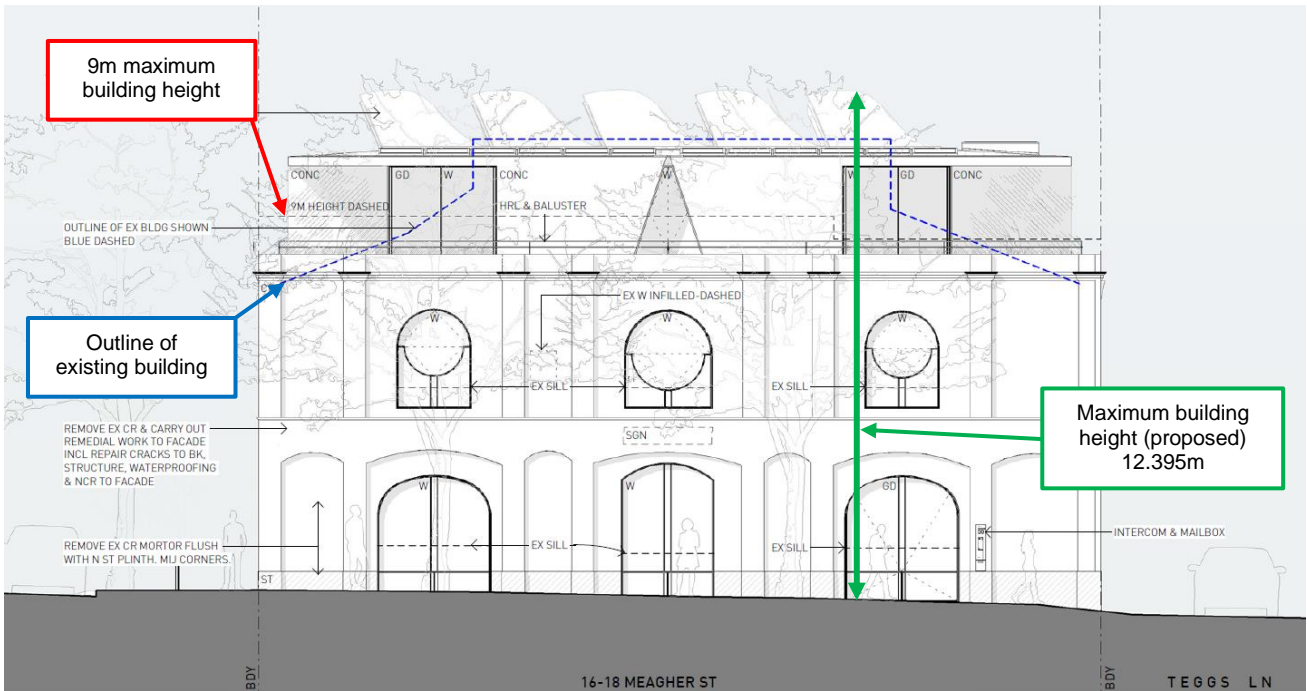 9m maximum
building height
CONC
GD
W
CONC
W
W
GD
CONC
9M HEIGHT DASHED
HRL & BALUSTER
OUTLINE OF EX BLDG SHOWN
BLUE DASHED
EX W INFILLED-DASHED
W
W
W
Outline of
existing building
EX SILL
EX SILL
REMOVE EX CR & CARRY OUT
REMEDIAL WORK TO FACADE
INCL REPAIR CRACKS TO BK,
STRUCTURE, WATERPROOFING
& NCR TO FACADE
SGN
Maximum building
height (proposed)
12.395m
W
W
GD
INTERCOM & MAILBOX
REMOVE EX CR MORTOR FLUSH
WITH N ST PLINTH. MIJ CORNERS.
EX SILL
EX SILL
ST
BDY
16-18 MEAGHER ST
BDY
TEGGS LN